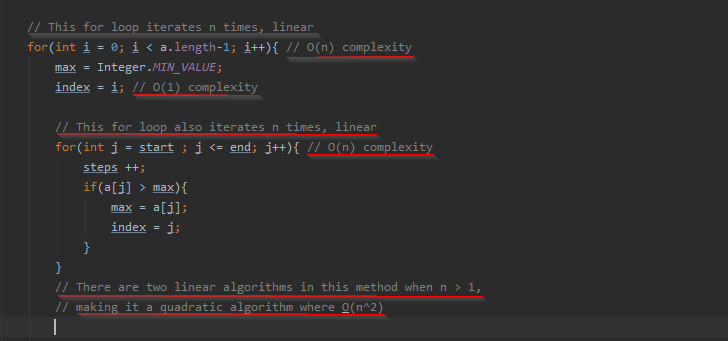 // This for loop iterates n times, linear
for(int i = 0; i < a.length-1; i++){ // O(n) complexity
max = Integer.MIN_VALUE;
index = i; // O(1) complexity
// This for loop also iterates n times, linear
for(int j = start ; j <= end; j++){ // O(n) complexity
steps ++;
if(a[j] > max){
max = a[j];
index = j;
}
}
// There are two linear algorithms in this method when n > 1,
// making it a quadratic algorithm where O(n^2)